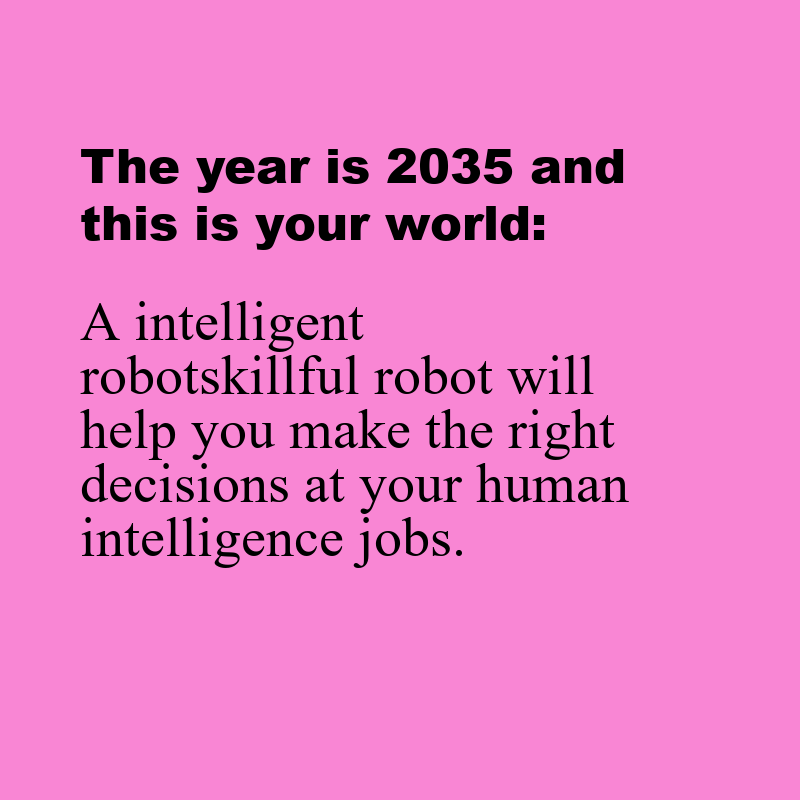 The year is 2035 and
this is your world:
A intelligent
robotskillful robot will
help you make the right
decisions at your human
intelligence jobs.